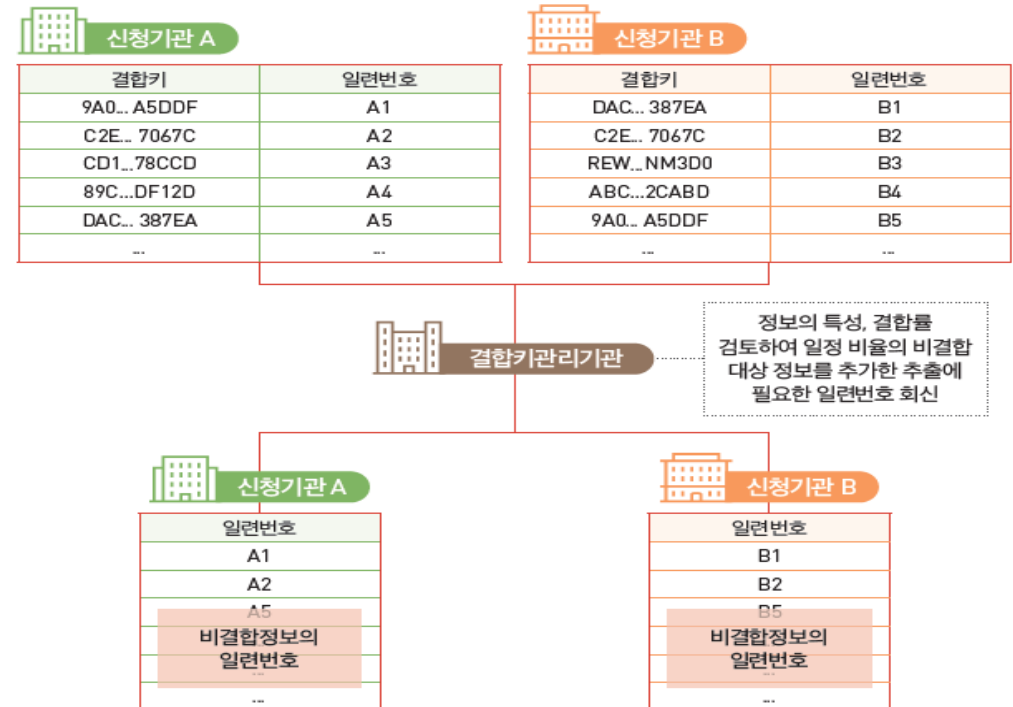 신청기관 A
신청기관 B
결합키 일련번호
9A0... A5DDF A1
C2E... 7067C A2
CD1...78CCD A3
89C...DF12D A4
DAC... 387EA A5
... ...
결합키 일련번호
DAC... 387EA B1
C2E... 7067C B2
REW...NM3D0 B3
ABC...2CABD B4
9A0... A5DDF B5
... ...
결합키관리기관
정보의 특성, 결합률
검토하여 일정 비율의 비결합
대상 정보를 추가한 추출에
필요한 일련번호 회신
신청기관 A
일련번호
A1
A2
A5
비결합정보의
일련번호
...
...
신청기관 B
일련번호
B1
B2
B5
비결합정보의
일련번호
...
...